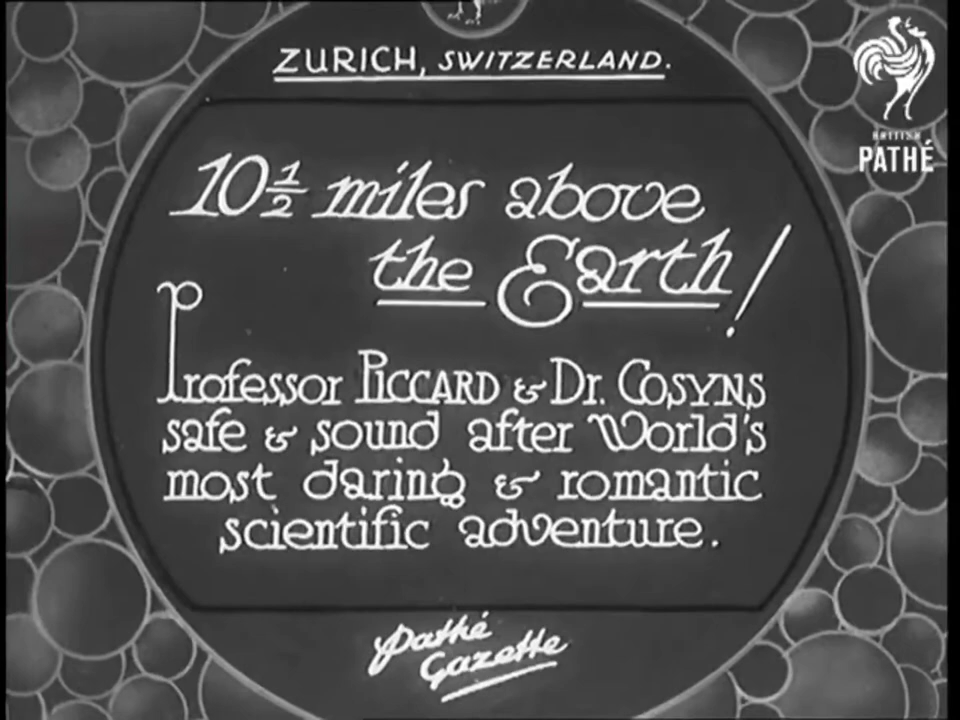 ZURICH, SWITZERLAND.
BRITISH
PATHÉ
10½ miles above
the Earth!
Professor PICCARD & Dr. COSYNS
safe & sound after World's
most daring & romantic
scientific adventure.
Pathé
Gazette